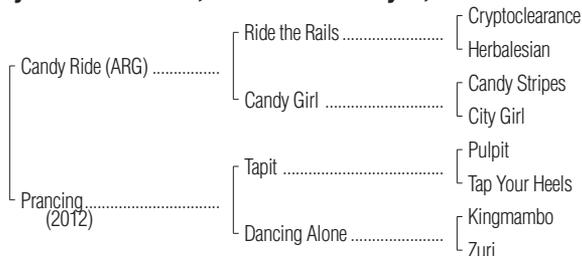 Cryptoclearance
Ride the Rails
Herbalesian
Candy Ride (ARG)
Candy Stripes
Candy Girl
City Girl
Pulpit
Tapit
Tap Your Heels
Prancing
(2012)
Kingmambo
Dancing Alone
Zuri